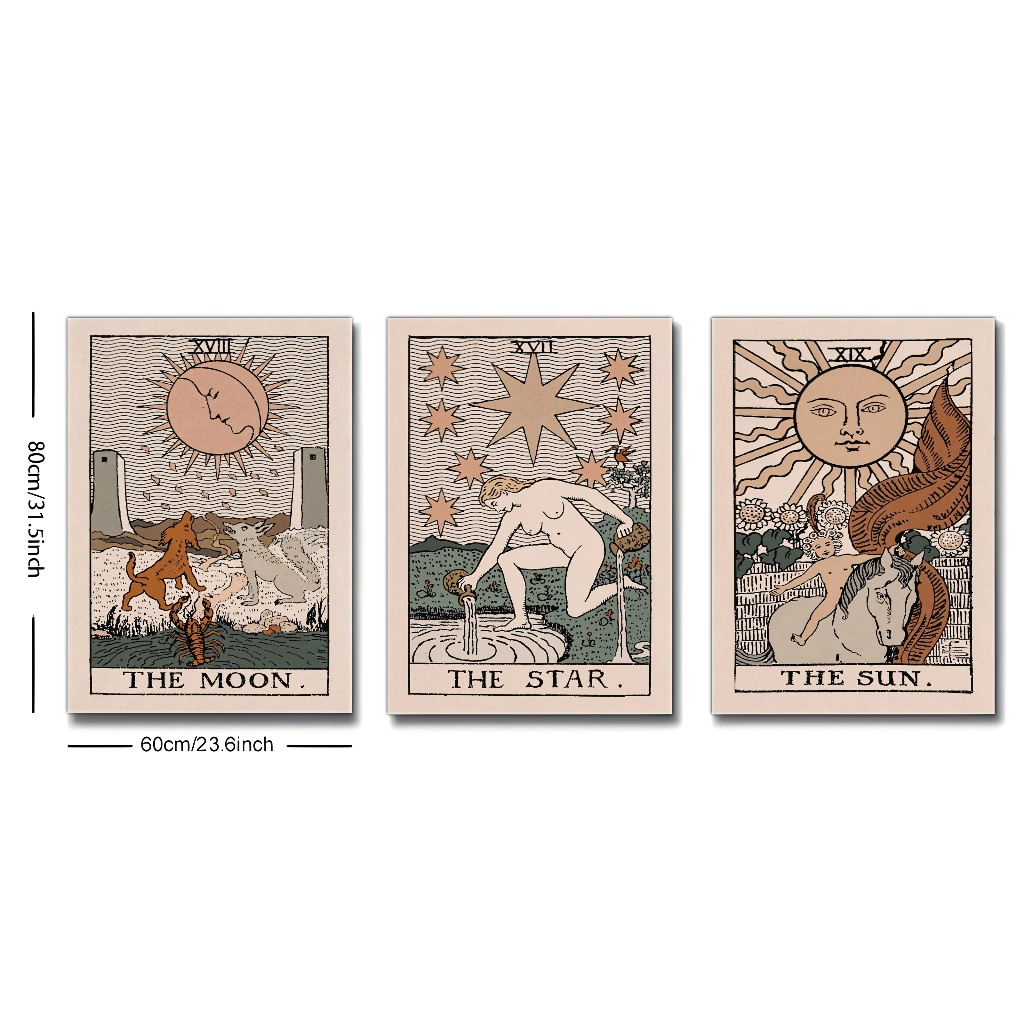 XVIII
THE MOON.
XVII
THE STAR.
XIX
THE SUN.
80cm/31.5inch
60cm/23.6inch